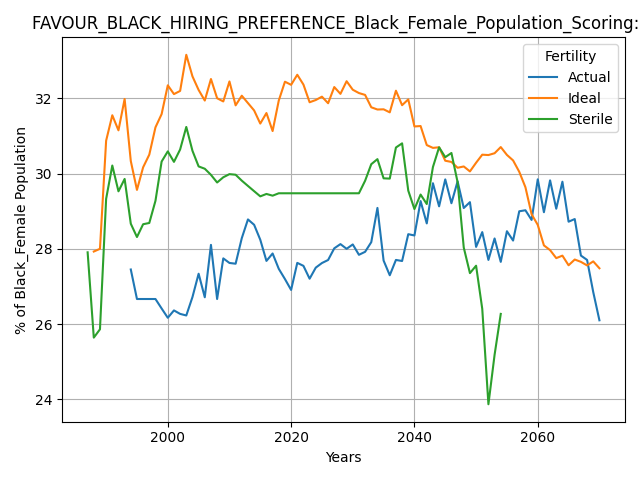 FAVOUR_BLACK_HIRING_PREFERENCE_Black_Female_Population_Scoring:
Fertility
Actual
Ideal
Sterile
% of Black_Female Population
32
30
28
26
24
2000
2020
2040
2060
Years